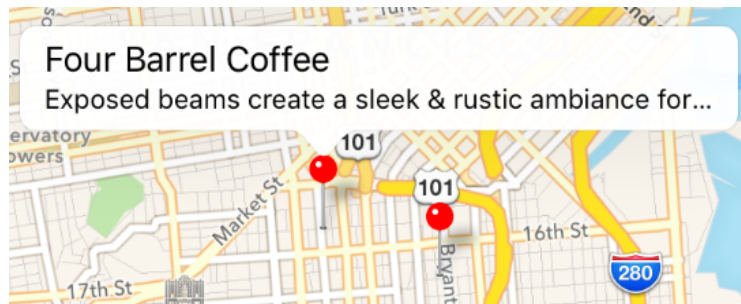 Turk
Four Barrel Coffee
Exposed beams create a sleek & rustic ambiance for...
ervatory
owers
101
Market St
101
16th St
Bryant
280
17th St